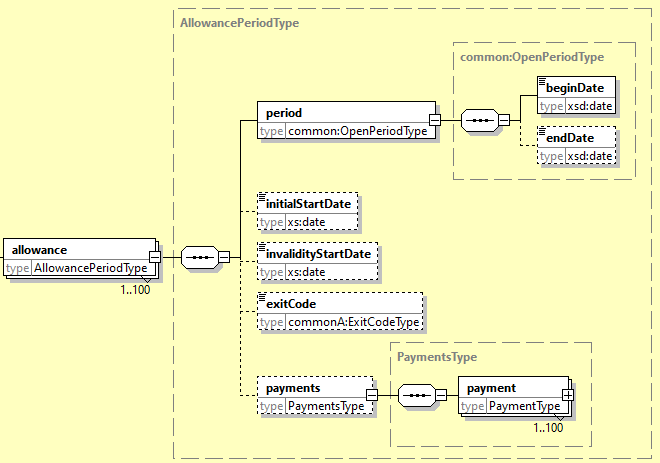 AllowancePeriodType
common:OpenPeriodType
beginDate
type xsd:date
period
type common:OpenPeriodType
endDate
type xsd:date
initialStartDate
type xs:date
allowance
type AllowancePeriodType
1..100
invalidityStartDate
type xs:date
exitCode
type commonA:ExitCodeType
PaymentsType
payments
type PaymentsType
payment
type PaymentType
1..100